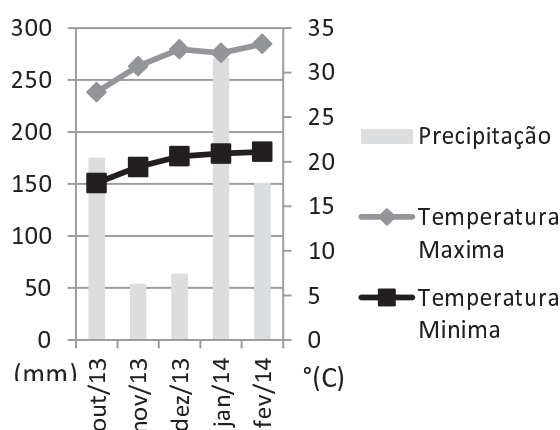 300
250
200
150
100
50
0
(mm)
35
30
25
20
15
10
5
0
°(C)
out/13
nov/13
dez/13
jan/14
fev/14
Precipitação
Temperatura
Maxima
Temperatura
Minima